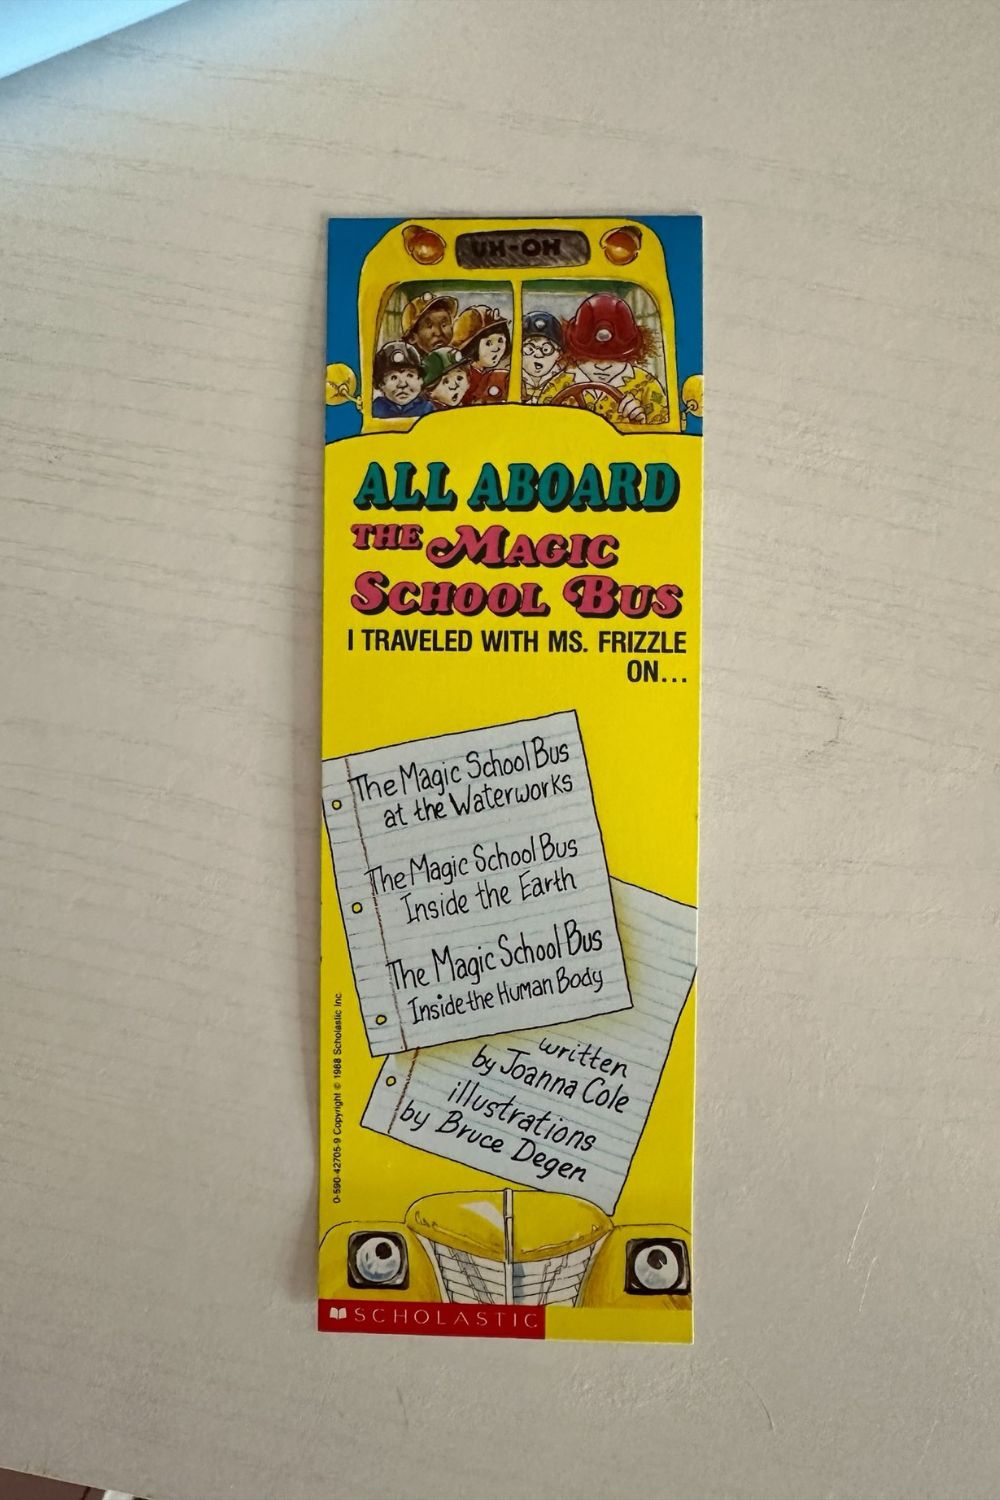 UH-OH
ALL ABOARD
THE MAGIC
SCHOOL BUS
I TRAVELED WITH MS. FRIZZLE
ON...
The Magic School Bus
at the Waterworks
The Magic School Bus
Inside the Earth
The Magic School Bus
Inside the Human Body
written
by Joanna Cole
illustrations
by Bruce Degen
0-590-42705-9 Copyright © 1988 Scholastic Inc.
SCHOLASTIC